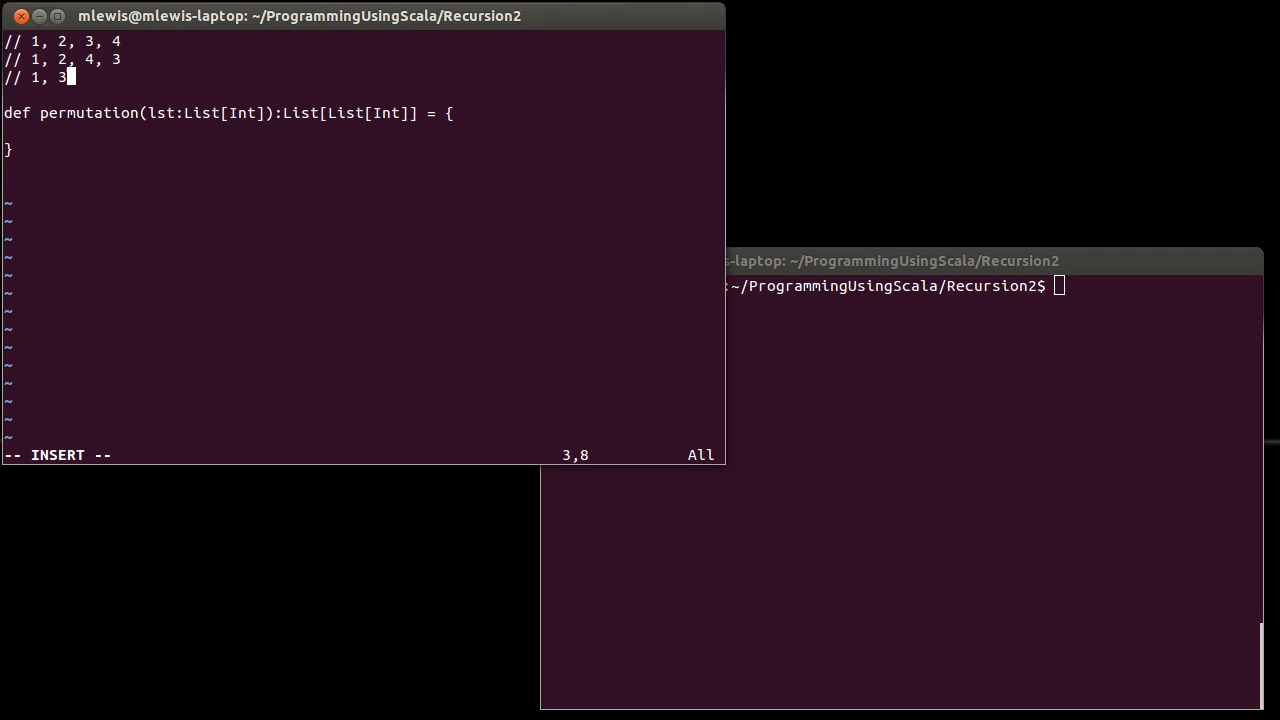 mlewis@mlewis-laptop: ~/ProgrammingUsingScala/Recursion2
// 1, 2, 3, 4
// 1, 2, 4, 3
// 1, 3
def permutation(lst:List[Int]):List[List[Int]] = {
}
~
~
~
~
~
~
~
~
~
~
~
~
~
~
-- INSERT -- 3,8 All
s-laptop: ~/ProgrammingUsingScala/Recursion2
:~/ProgrammingUsingScala/Recursion2$